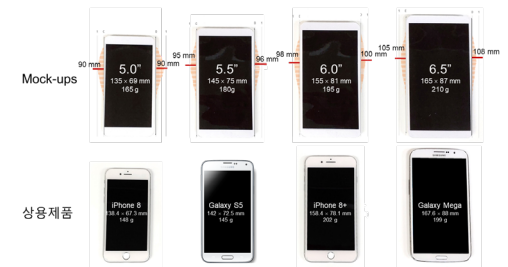 90 mm 90 mm 95 mm 96 mm 98 mm 100 mm 105 mm 108 mm
Mock-ups
5.0"
135 × 69 mm
165 g
5.5"
145 × 75 mm
180g
6.0"
155 × 81 mm
195 g
6.5"
165 × 87 mm
210 g
상용제품
iPhone 8
138.4 × 67.3 mm
148 g
Galaxy S5
142 × 72.5 mm
145 g
iPhone 8+
158.4 × 78.1 mm
202 g
Galaxy Mega
167.6 × 88 mm
199 g